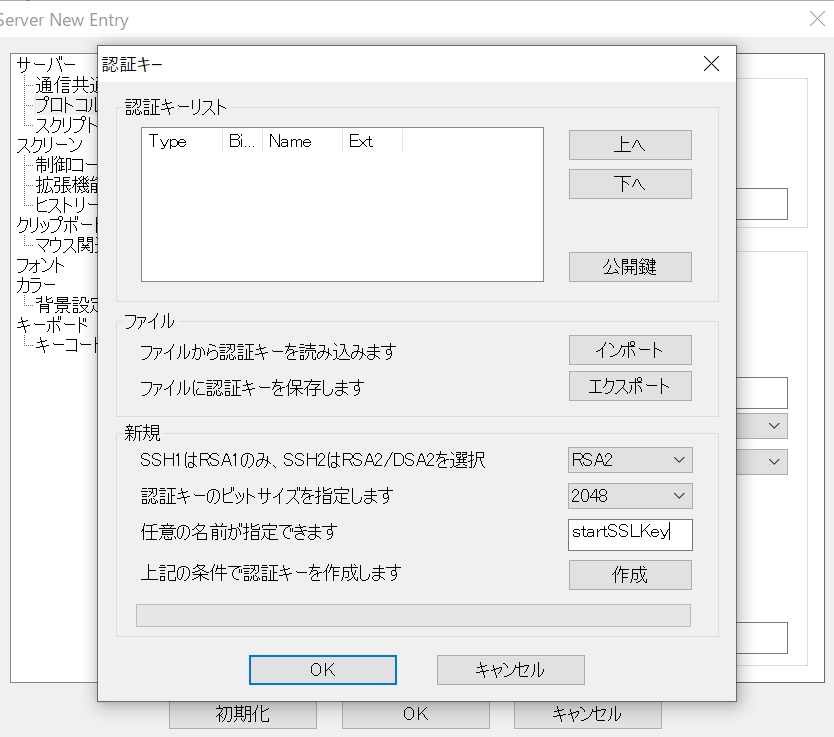 Server New Entry
サーバー
通信共通
プロトコル
スクリプト
スクリーン
制御コー
拡張機能
ヒストリー
クリップボード
マウス関連
フォント
カラー
背景設定
キーボード
キーコード
認証キー
認証キーリスト
Type Bi... Name Ext
上へ
下へ
公開鍵
ファイル
ファイルから認証キーを読み込みます インポート
ファイルに認証キーを保存します エクスポート
新規
SSH1はRSA1のみ、SSH2はRSA2/DSA2を選択 RSA2
認証キーのビットサイズを指定します 2048
任意の名前が指定できます startSSLKey
上記の条件で認証キーを作成します 作成
OK キャンセル
初期化 OK キャンセル